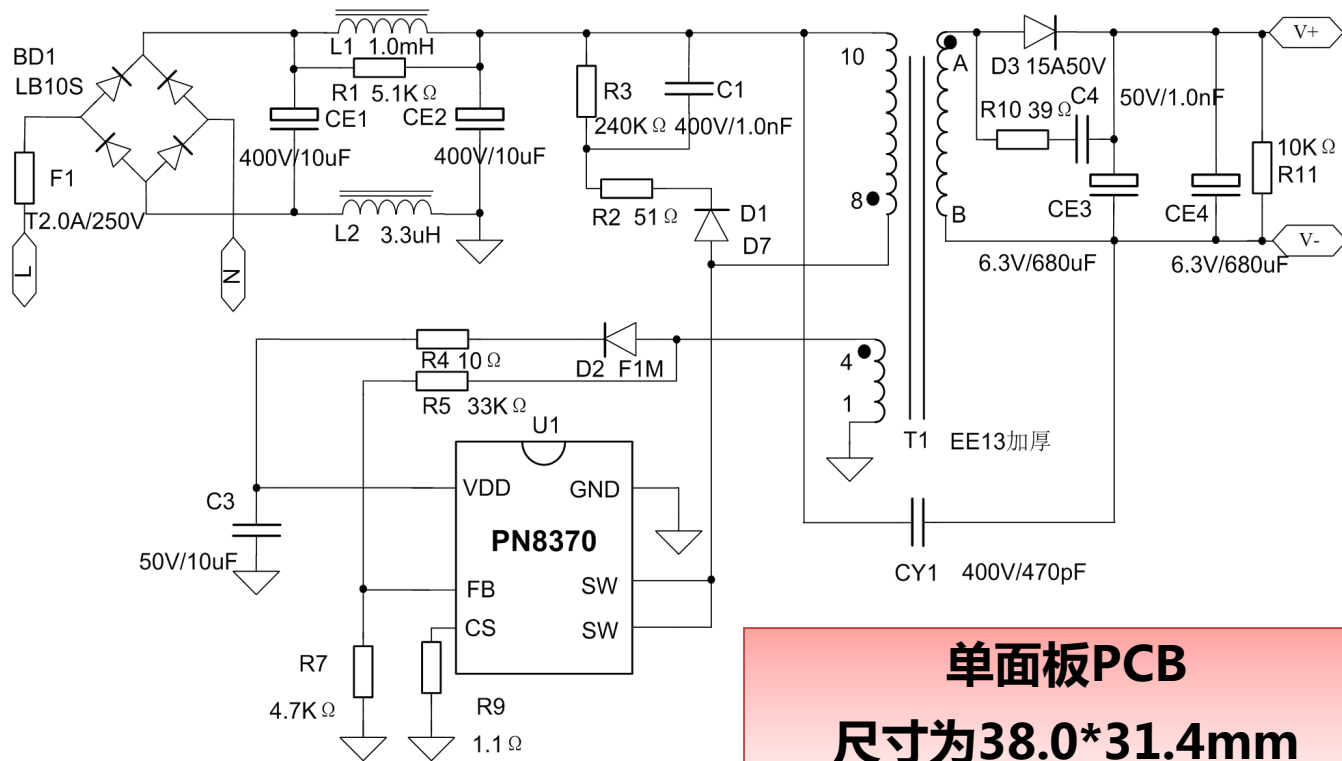 BD1
LB10S
F1
T2.0A/250V
L
N
L1 1.0mH
R1 5.1KΩ
CE1
400V/10uF
CE2
400V/10uF
L2 3.3uH
R3
240KΩ
C1
400V/1.0nF
R2 51Ω
D1
D7
10
8
A
B
D3 15A50V
R10 39Ω
C4
50V/1.0nF
CE3
6.3V/680uF
CE4
6.3V/680uF
10KΩ
R11
V+
V-
R4 10Ω
D2 F1M
R5 33KΩ
4
1
T1 EE13加厚
U1
VDD
GND
PN8370
FB
SW
CS
SW
C3
50V/10uF
R7
4.7KΩ
R9
1.1Ω
CY1 400V/470pF
单面板PCB
尺寸为38.0*31.4mm